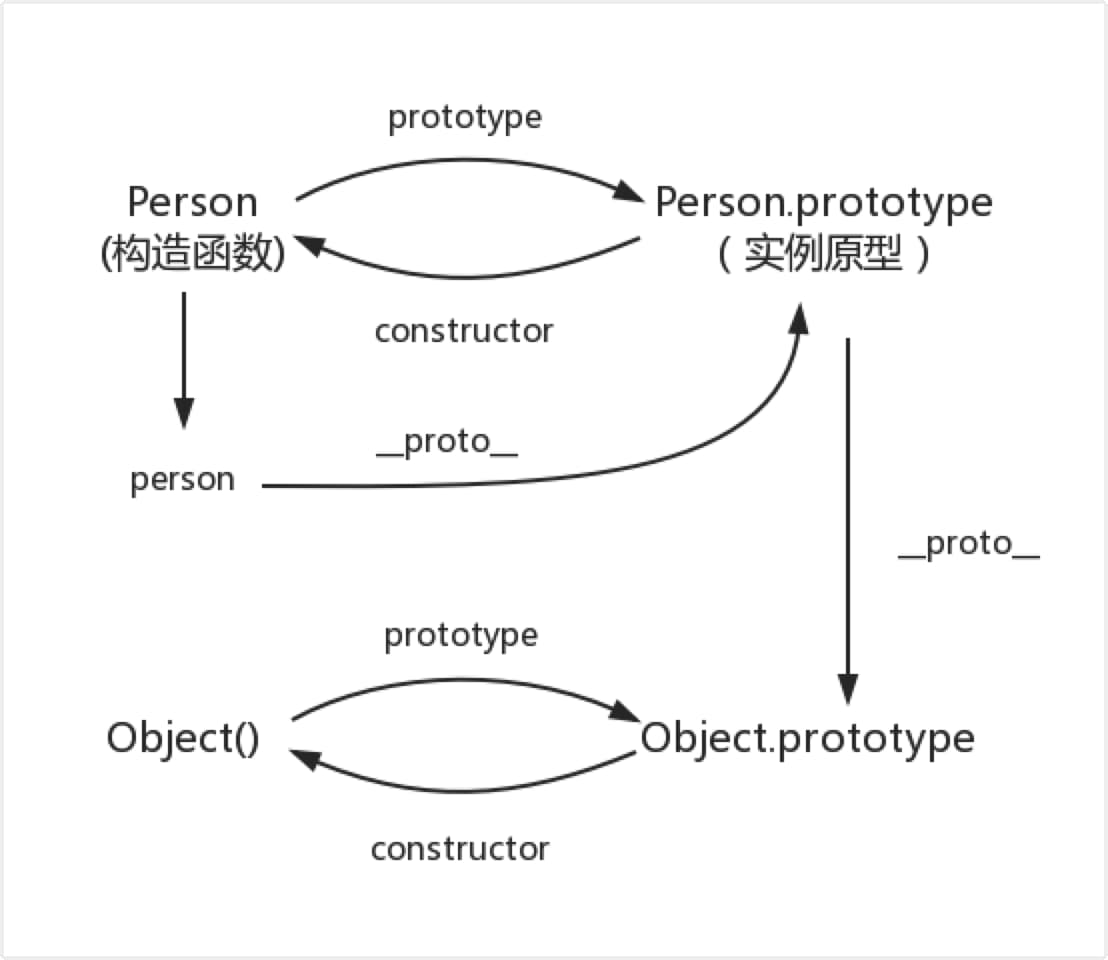 prototype
Person
Person.prototype
(构造函数)
（实例原型）
constructor
__proto__
person
__proto__
prototype
Object()
Object.prototype
constructor